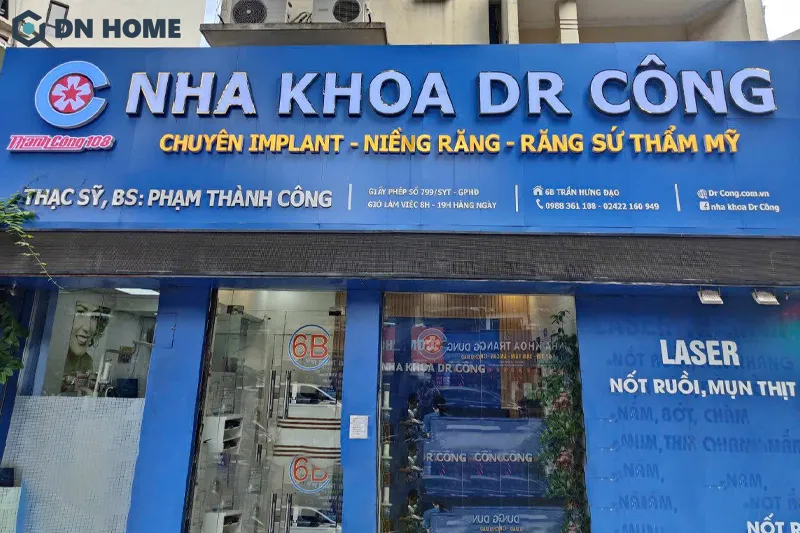 DN HOME
NHA KHOA DR CÔNG
Thành Công 108
CHUYÊN IMPLANT - NIỀNG RĂNG - RĂNG SỨ THẨM MỸ
THẠC SỸ, BS: PHẠM THÀNH CÔNG
GIẤY PHÉP SỐ 799/SYT - GPHĐ
GIỜ LÀM VIỆC 8H - 19H HÀNG NGÀY
6B TRẦN HƯNG ĐẠO
0988 361 108 - 02422 160 949
Dr Cong.com.vn
nha khoa Dr Công
6B
NHA KHOA DR CÔNG
LASER
NỐT RUỒI, MỤN THỊT
DR CÔNG
6B
NỐT R